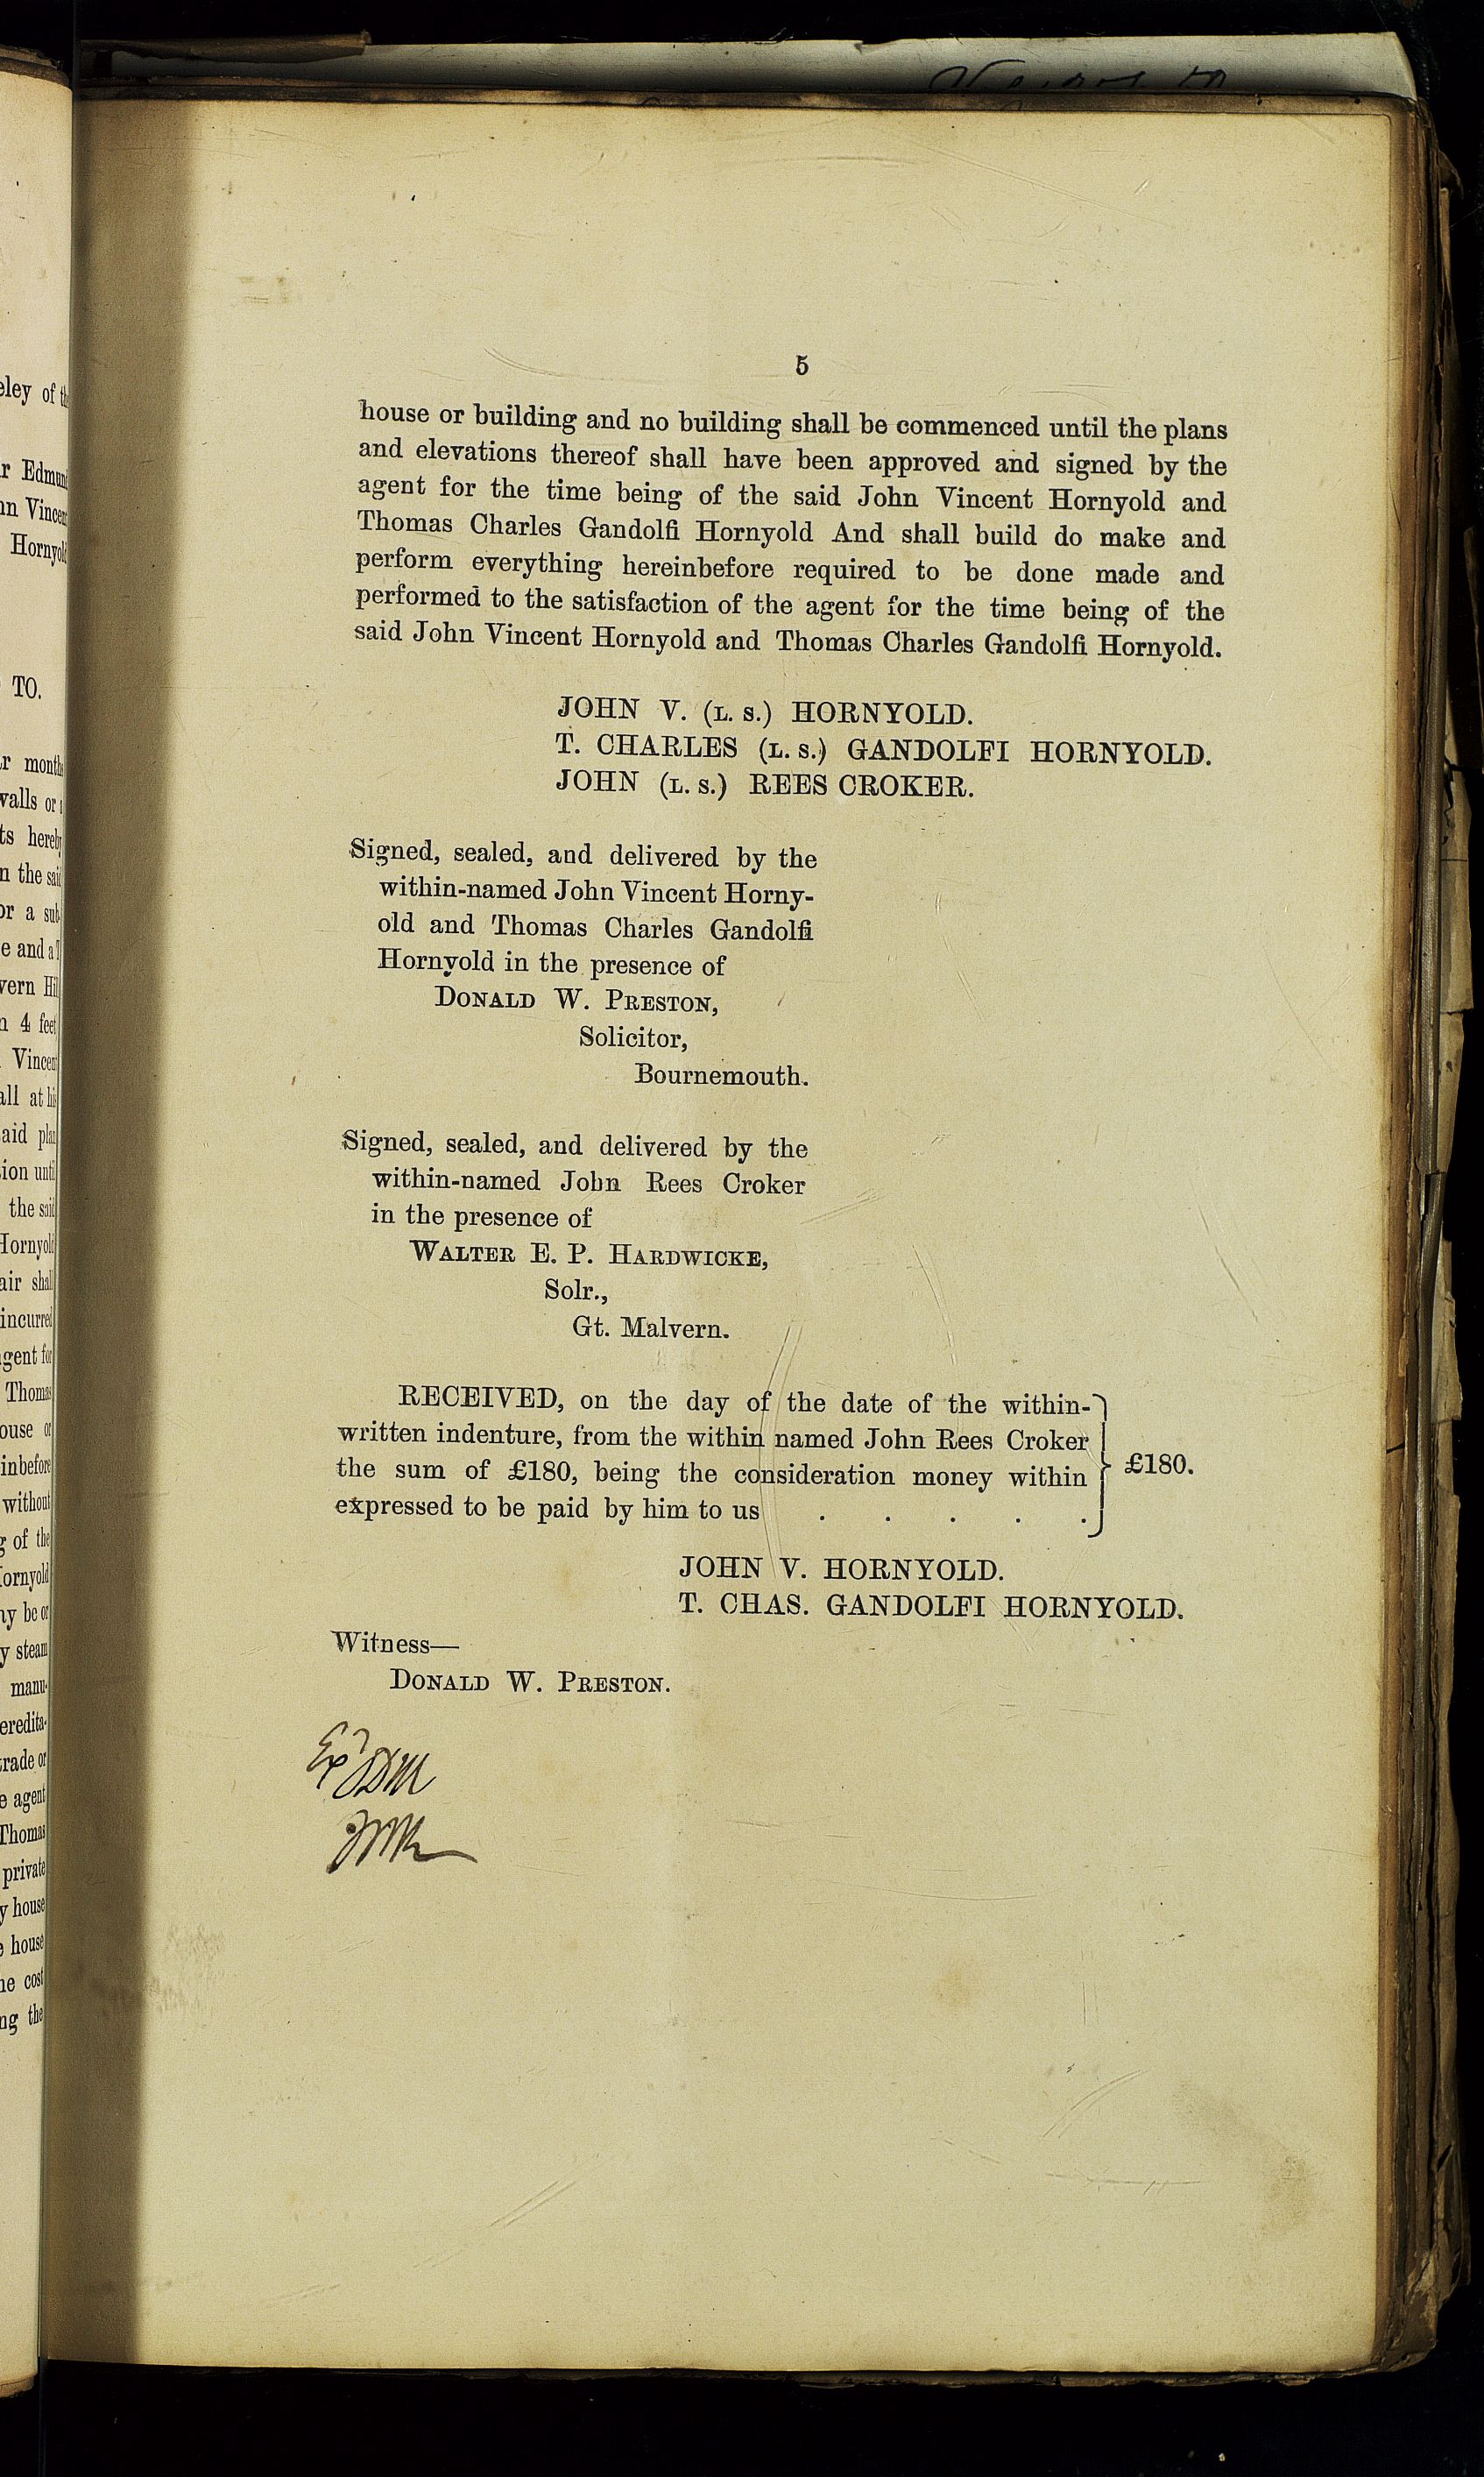 5
house or building and no building shall be commenced until the plans
and elevations thereof shall have been approved and signed by the
agent for the time being of the said John Vincent Hornyold and
Thomas Charles Gandolfi Hornyold And shall build do make and
perform everything hereinbefore required to be done made and
performed to the satisfaction of the agent for the time being of the
said John Vincent Hornyold and Thomas Charles Gandolfi Hornyold.
JOHN V. (L. S.) HORNYOLD.
T. CHARLES (L. S.) GANDOLFI HORNYOLD.
JOHN (L. S.) REES CROKER.
Signed, sealed, and delivered by the
within-named John Vincent Horny-
old and Thomas Charles Gandolfi
Hornyold in the presence of
DONALD W. PRESTON,
Solicitor,
Bournemouth.
Signed, sealed, and delivered by the
within-named John Rees Croker
in the presence of
WALTER E. P. HARDWICKE,
Solr.,
Gt. Malvern.
RECEIVED, on the day of the date of the within-
written indenture, from the within named John Rees Croker
the sum of £180, being the consideration money within
expressed to be paid by him to us . . . . .
£180.
JOHN V. HORNYOLD.
T. CHAS. GANDOLFI HORNYOLD.
Witness—
DONALD W. PRESTON.